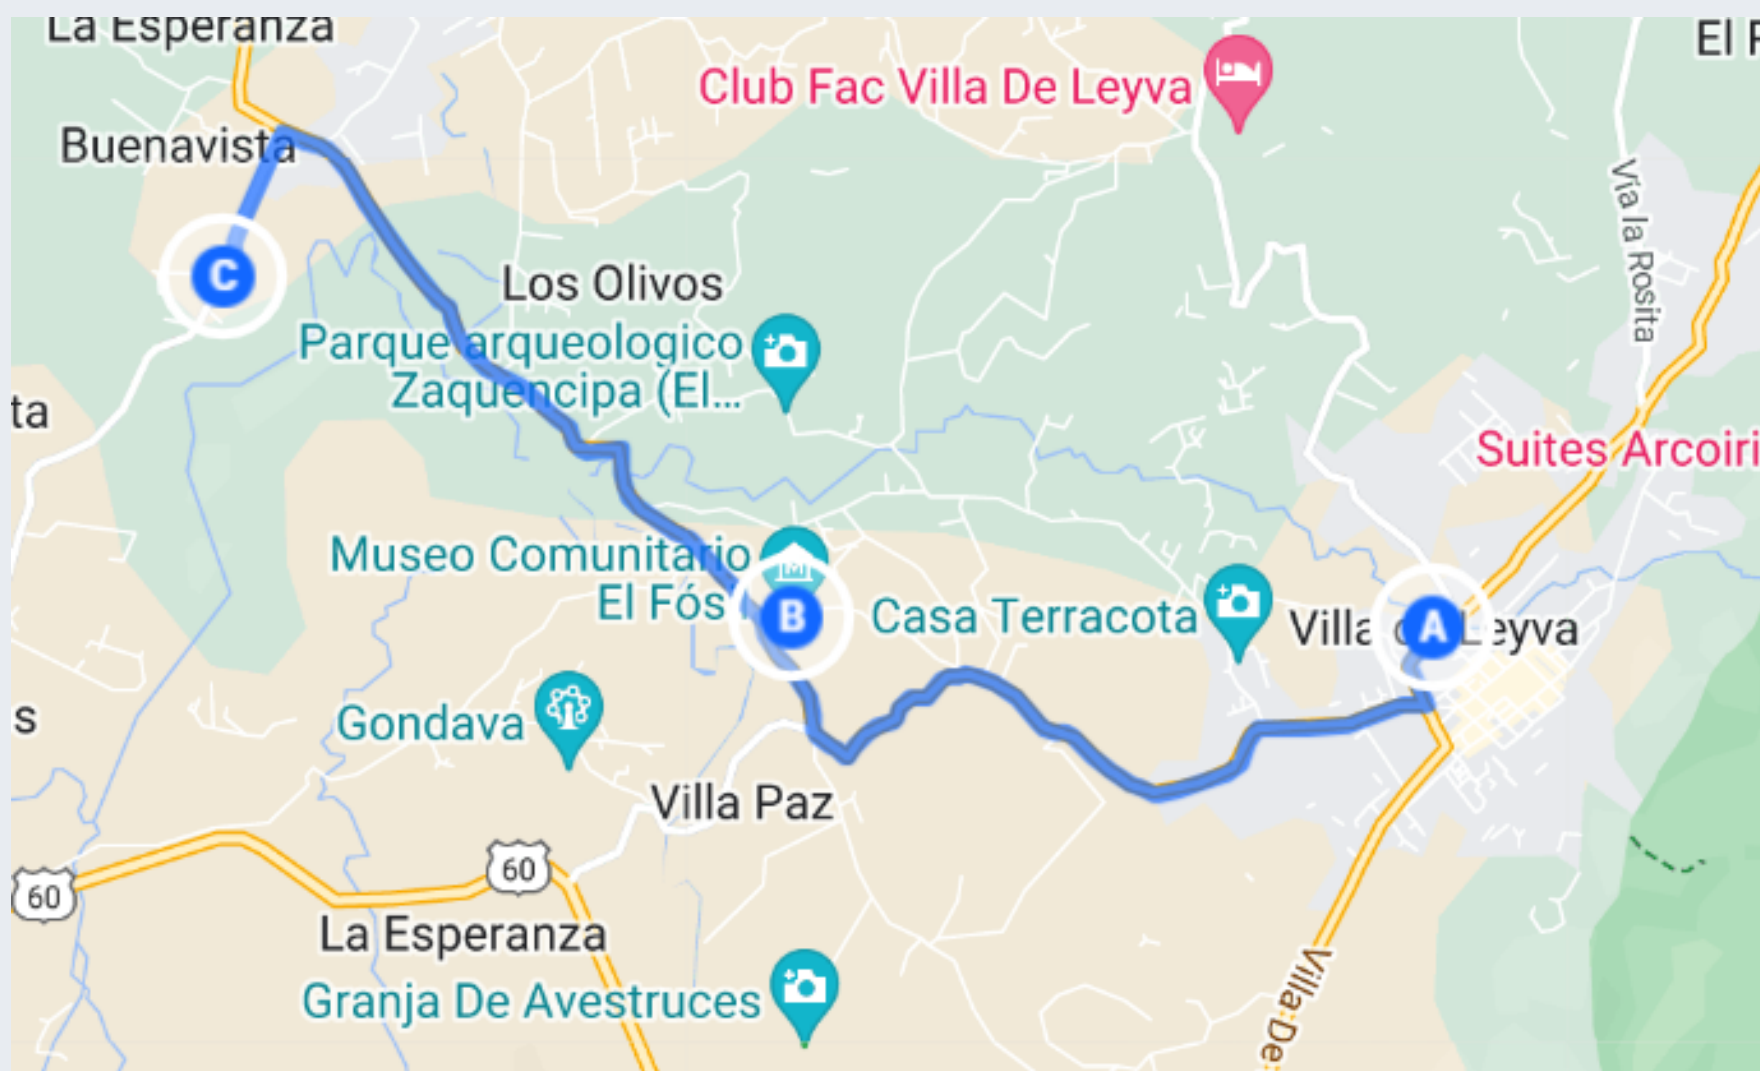 La Esperanza
El
Club Fac Villa De Leyva
Buenavista
Vía la Rosita
C
Los Olivos
Parque arqueologico
Zaquencipa (El...
ta
Suites Arcoiri
Museo Comunitario
El Fós
B
Casa Terracota
Villa de Leyva
A
s
Gondava
Villa Paz
60
60
La Esperanza
Granja De Avestruces
Villa De